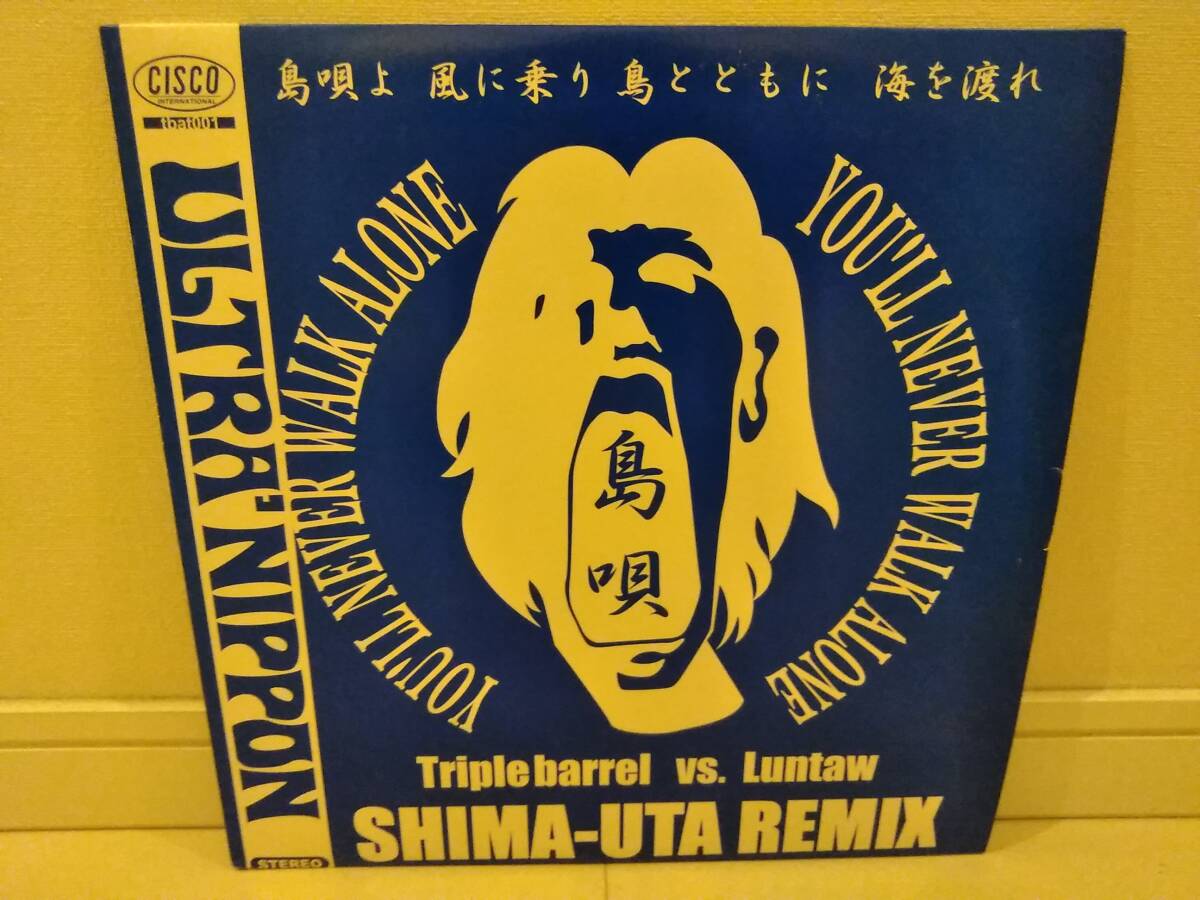 島唄よ 風に乗り 鳥とともに 海を渡れ
CISCO
INTERNATIONAL
tbat001
ULTRA'NIPPON
YOU'LL NEVER WALK ALONE
YOU'LL NEVER WALK ALONE
島唄
Triplebarrel vs. Luntaw
SHIMA-UTA REMIX
STEREO